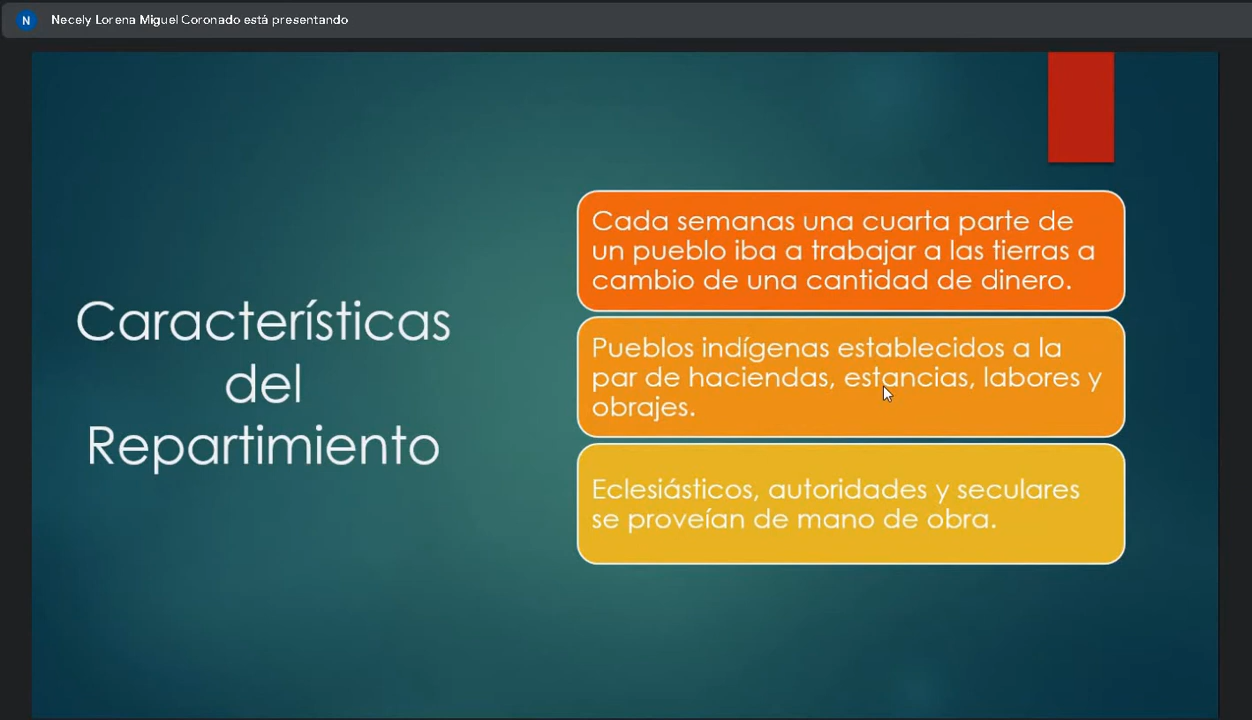 N
Necely Lorena Miguel Coronado está presentando
Características
del
Repartimiento
Cada semanas una cuarta parte de
un pueblo iba a trabajar a las tierras a
cambio de una cantidad de dinero.
Pueblos indígenas establecidos a la
par de haciendas, estancias, labores y
obrajes.
Eclesiásticos, autoridades y seculares
se proveían de mano de obra.